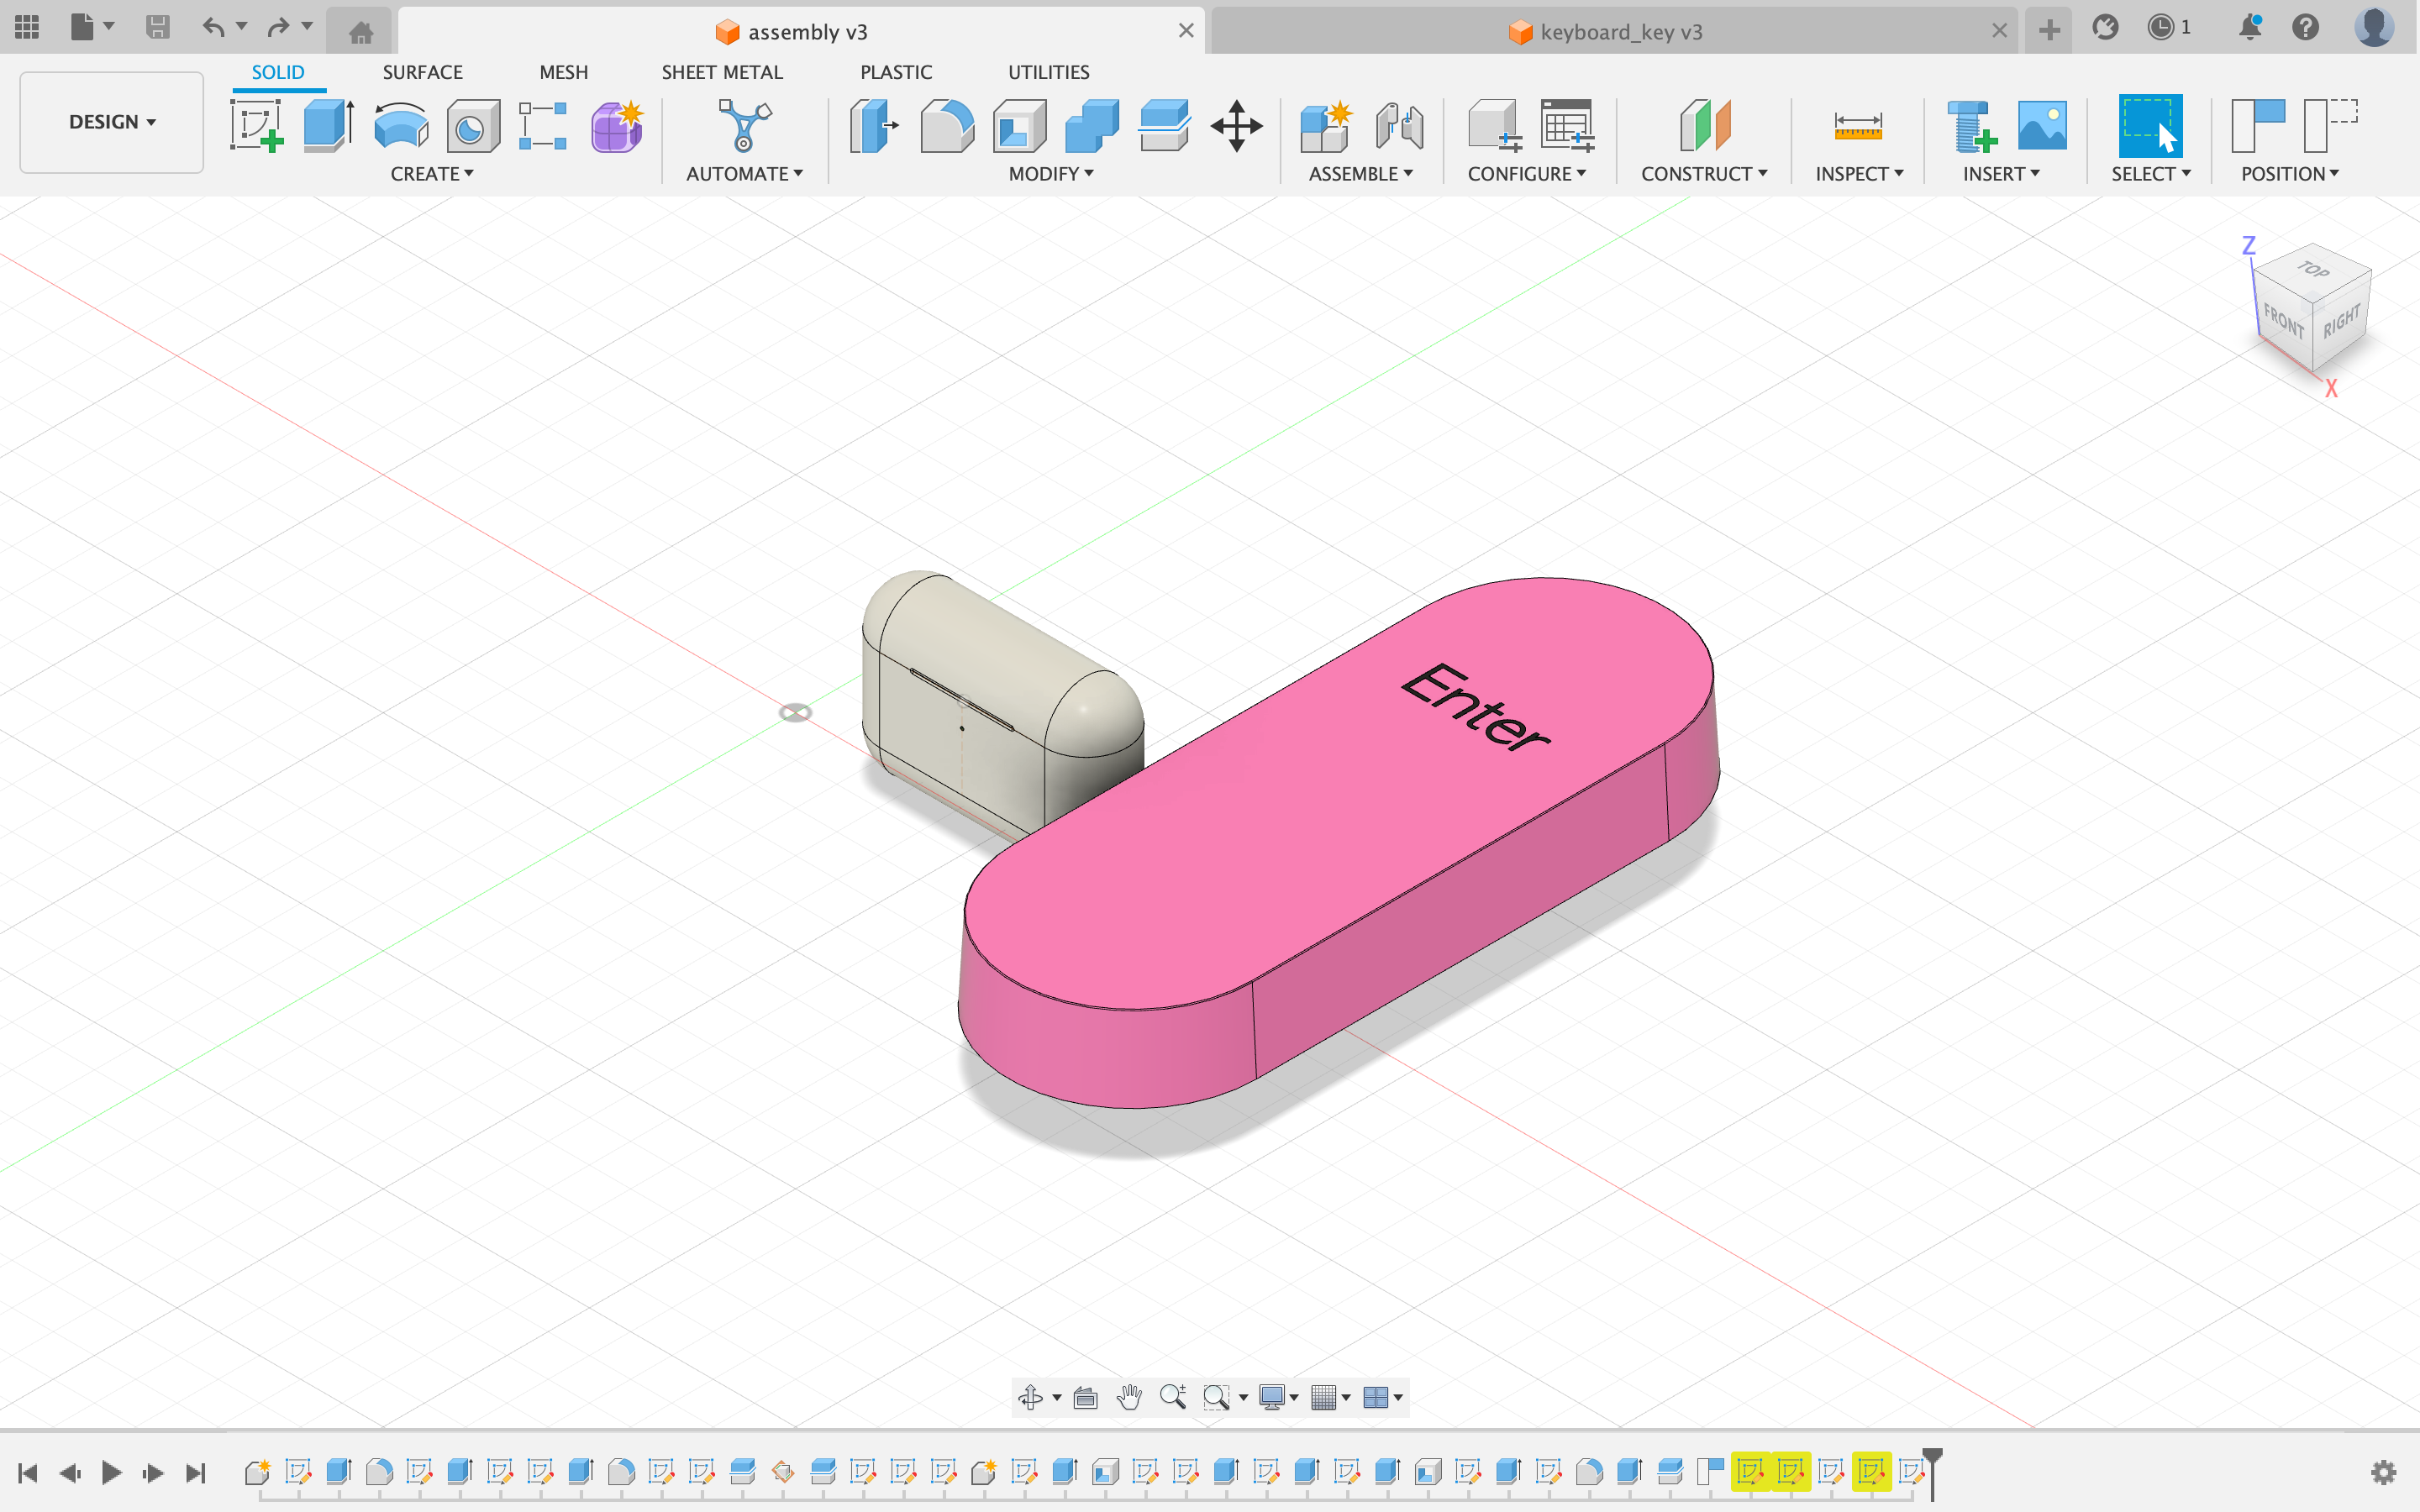 assembly v3
keyboard_key v3
1
SOLID
SURFACE
MESH
SHEET METAL
PLASTIC
UTILITIES
DESIGN
CREATE
AUTOMATE
MODIFY
ASSEMBLE
CONFIGURE
CONSTRUCT
INSPECT
INSERT
SELECT
POSITION
Z
TOP
FRONT
RIGHT
X
Enter